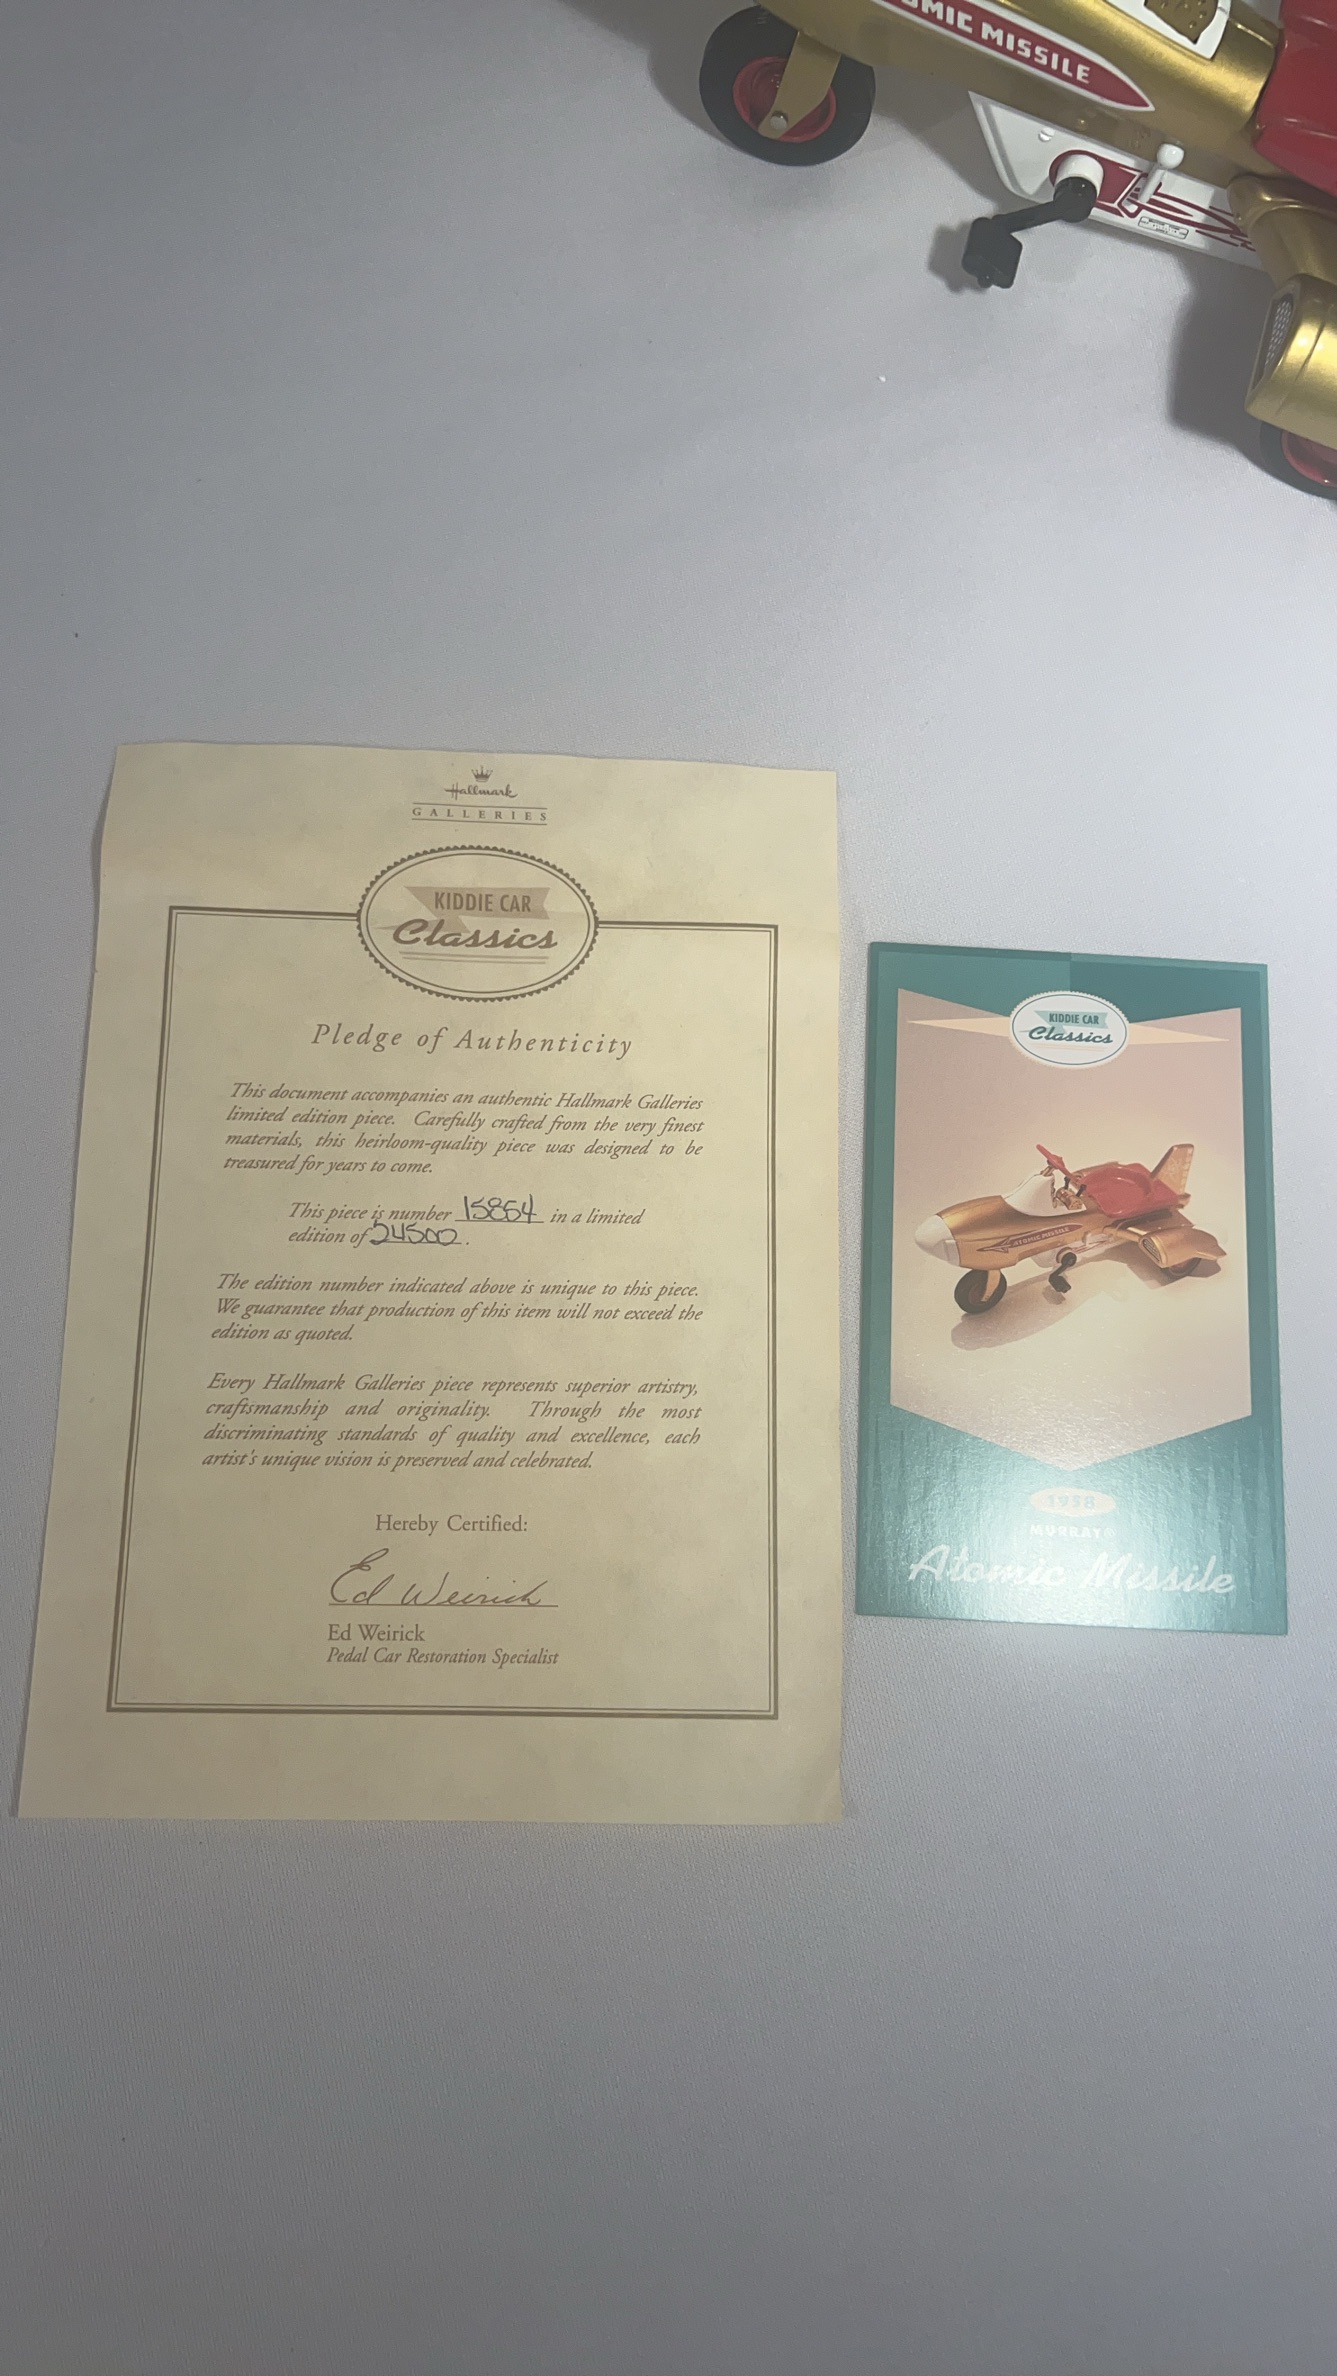 OMIC MISSILE
Hallmark
GALLERIES
KIDDIE CAR
Classics
Pledge of Authenticity
This document accompanies an authentic Hallmark Galleries
limited edition piece. Carefully crafted from the very finest
materials, this heirloom-quality piece was designed to be
treasured for years to come.
This piece is number 15864 in a limited
edition of 24500.
The edition number indicated above is unique to this piece.
We guarantee that production of this item will not exceed the
edition as quoted.
Every Hallmark Galleries piece represents superior artistry,
craftsmanship and originality. Through the most
discriminating standards of quality and excellence, each
artist's unique vision is preserved and celebrated.
Hereby Certified:
Ed Weirick
Ed Weirick
Pedal Car Restoration Specialist
KIDDIE CAR
Classics
ATOMIC MISSILE
1958
MURRAY®
Atomic Missile